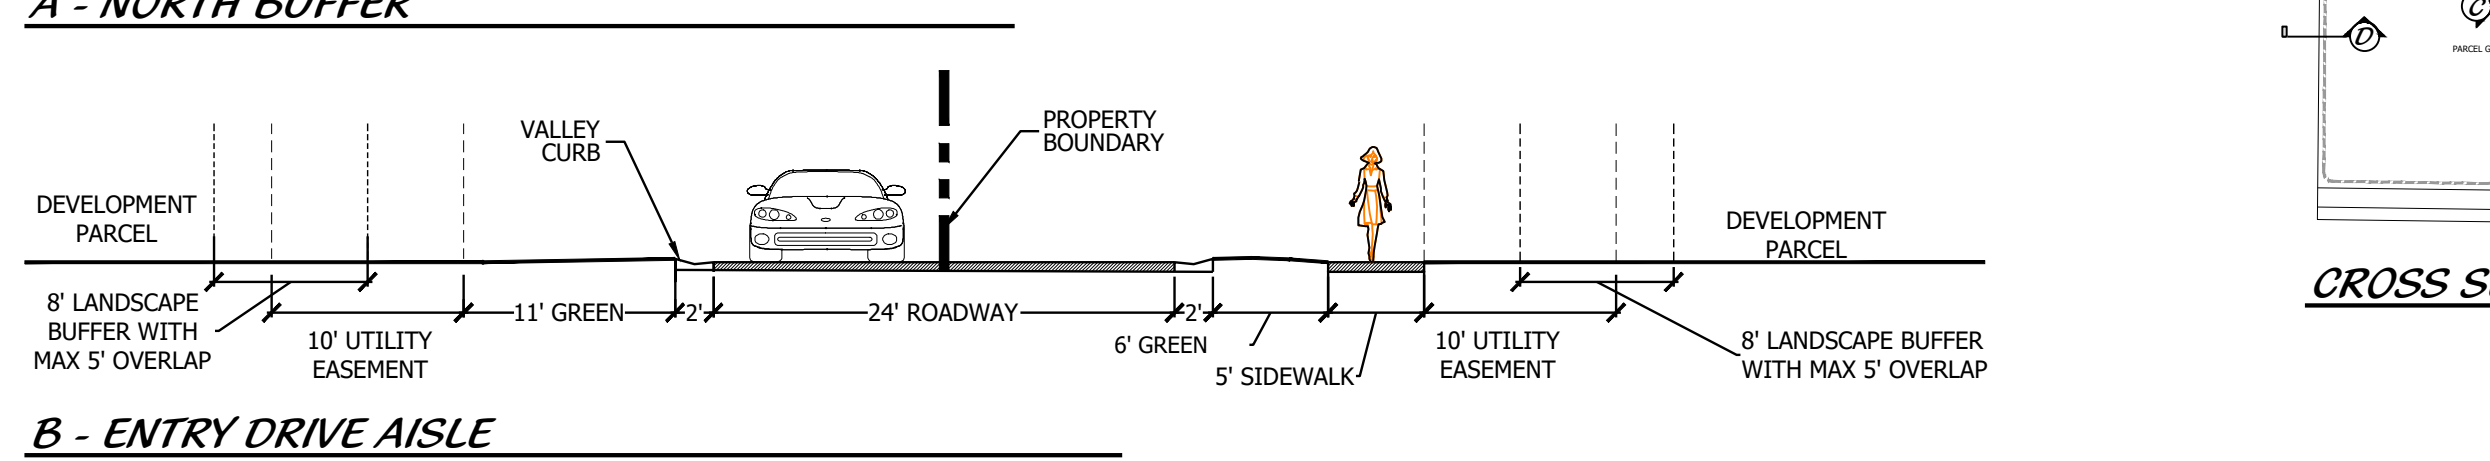 A - NORTH BUFFER
C
D
PARCEL G
VALLEY
CURB
PROPERTY
BOUNDARY
DEVELOPMENT
PARCEL
DEVELOPMENT
PARCEL
8' LANDSCAPE
BUFFER WITH
MAX 5' OVERLAP
10' UTILITY
EASEMENT
11' GREEN
2'
24' ROADWAY
2'
6' GREEN
5' SIDEWALK
10' UTILITY
EASEMENT
8' LANDSCAPE BUFFER
WITH MAX 5' OVERLAP
CROSS
B - ENTRY DRIVE AISLE